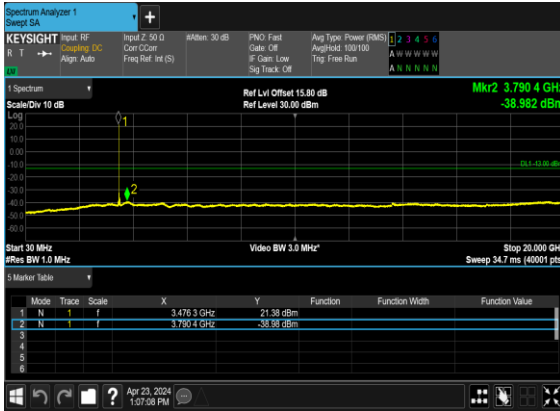 Spectrum Analyzer 1
Swept SA
+
KEYSIGHT
R T
LV
Input: RF
Coupling: DC
Align: Auto
Input Z: 50 Ω
Corr CCorr
Freq Ref: Int (S)
#Atten: 30 dB
PNO: Fast
Gate: Off
IF Gain: Low
Sig Track: Off
Avg Type: Power (RMS)
Avg|Hold: 100/100
Trig: Free Run
1 2 3 4 5 6
A W W W W W
A N N N N N
1 Spectrum
Scale/Div 10 dB
Ref Lvl Offset 15.80 dB
Ref Level 30.00 dBm
Mkr2 3.790 4 GHz
-38.982 dBm
Log
20.0
10.0
0.00
-10.0
-20.0
-30.0
-40.0
-50.0
-60.0
1
2
DL1 -13.00 dBm
Start 30 MHz
#Res BW 1.0 MHz
Video BW 3.0 MHz*
Stop 20.000 GHz
Sweep 34.7 ms (40001 pts)
5 Marker Table
Mode Trace Scale X Y Function Function Width Function Value
1 N 1 f 3.476 3 GHz 21.38 dBm
2 N 1 f 3.790 4 GHz -38.98 dBm
3
4
5
6
?
Apr 23, 2024
1:07:08 PM